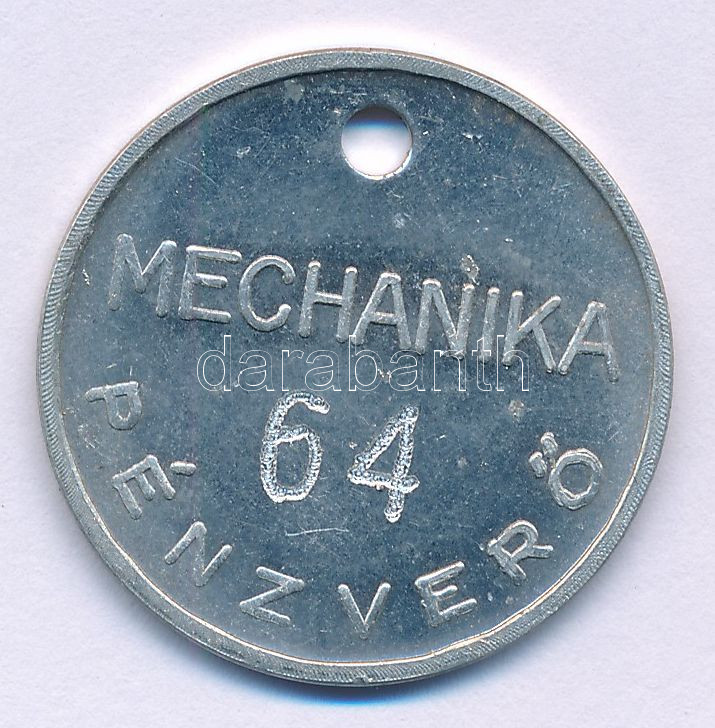 MECHANIKA
darabanth
64
PÉNZVERŐ